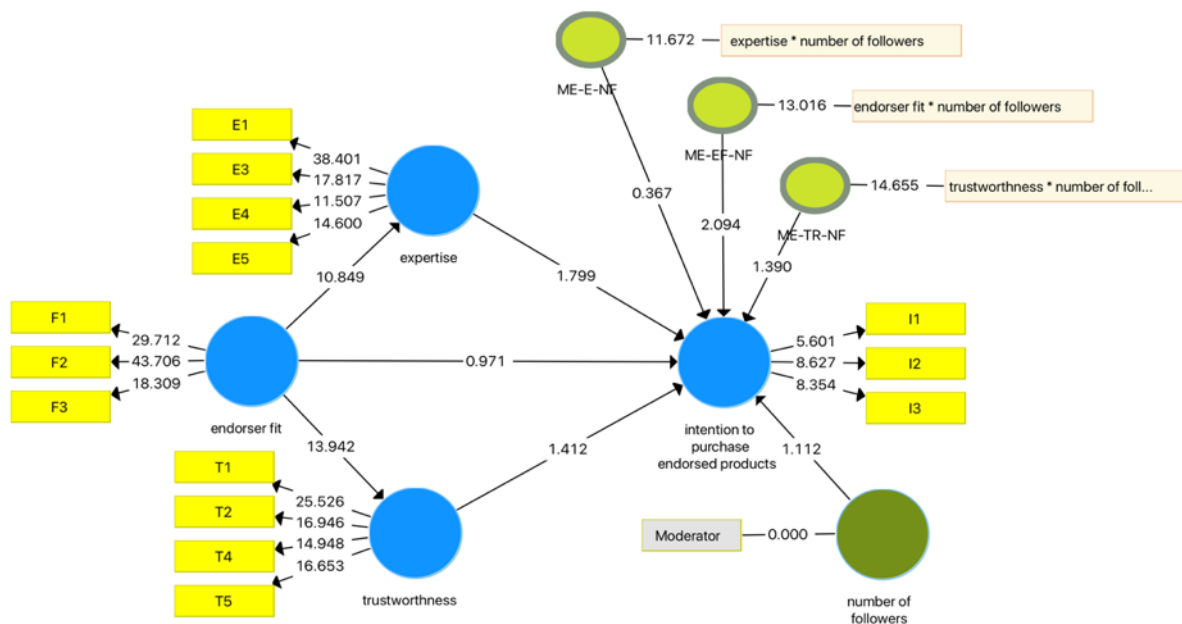 11.672
expertise * number of followers
ME-E-NF
13.016
endorser fit * number of followers
E1
38.401
ME-EF-NF
E3
17.817
14.655
trustworthness * number of foll...
E4
11.507
0.367
E5
14.600
2.094
ME-TR-NF
expertise
10.849
1.799
1.390
F1
29.712
F2
43.706
F3
18.309
0.971
I1
5.601
I2
8.627
I3
8.354
endorser fit
intention to
purchase
endorsed products
13.942
1.412
1.112
T1
25.526
T2
16.946
T4
14.948
T5
16.653
Moderator
0.000
trustworthness
number of
followers